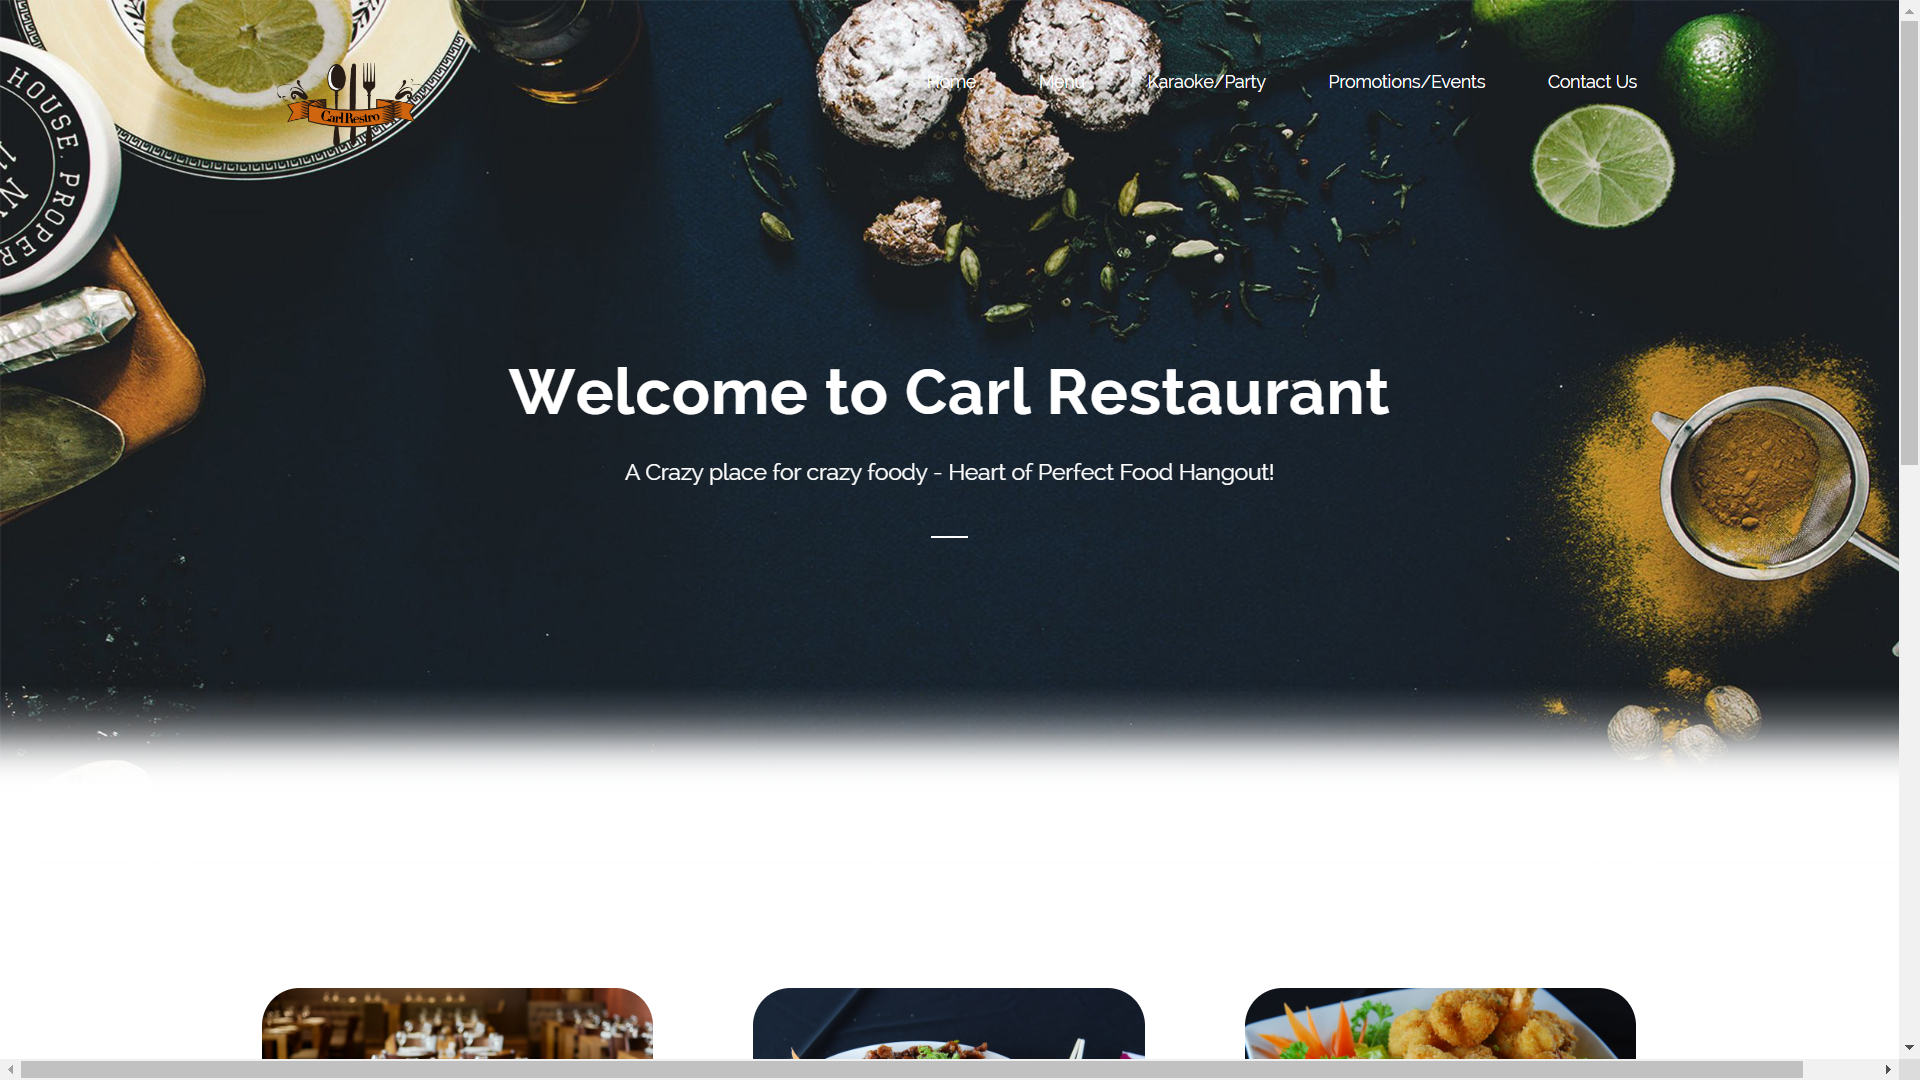 HOUSE. PROPER
Carl Restro
Home
Menu
Karaoke/Party
Promotions/Events
Contact Us
Welcome to Carl Restaurant
A Crazy place for crazy foody - Heart of Perfect Food Hangout!